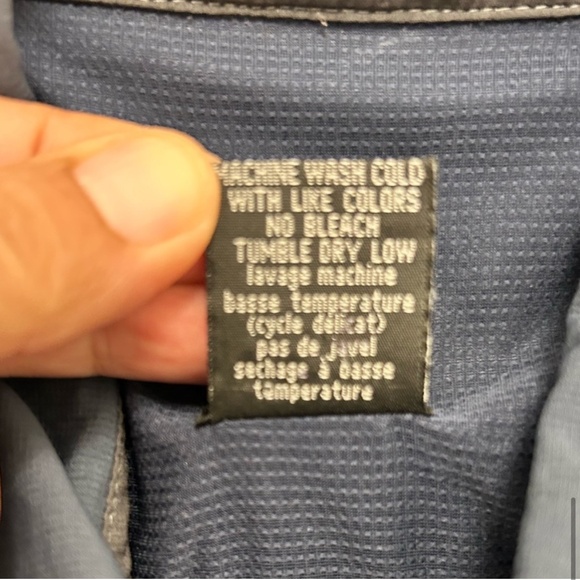 MACHINE WASH COLD
WITH LIKE COLORS
NO BLEACH
TUMBLE DRY LOW
lavage machine
basse temperature
(cycle délicat)
pas de javel
sechage à basse
temperature